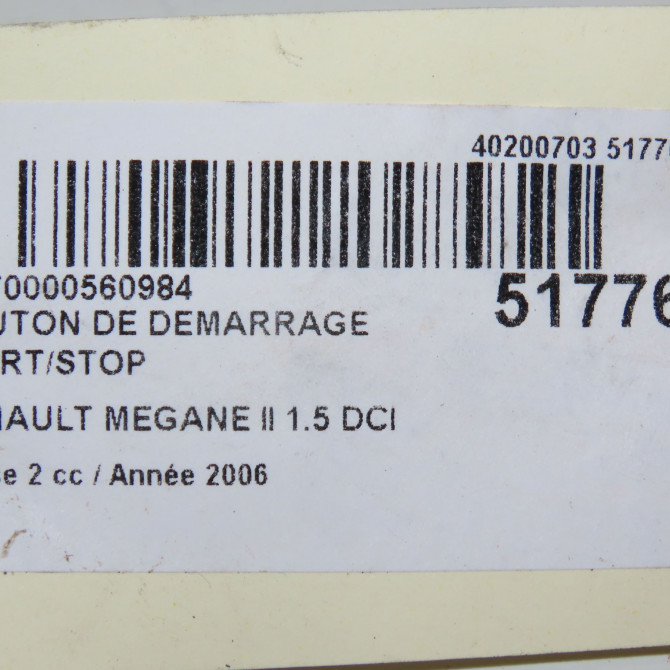 40200703 5177
70000560984
51776
UTON DE DEMARRAGE
RT/STOP
NAULT MEGANE II 1.5 DCI
se 2 cc / Année 2006